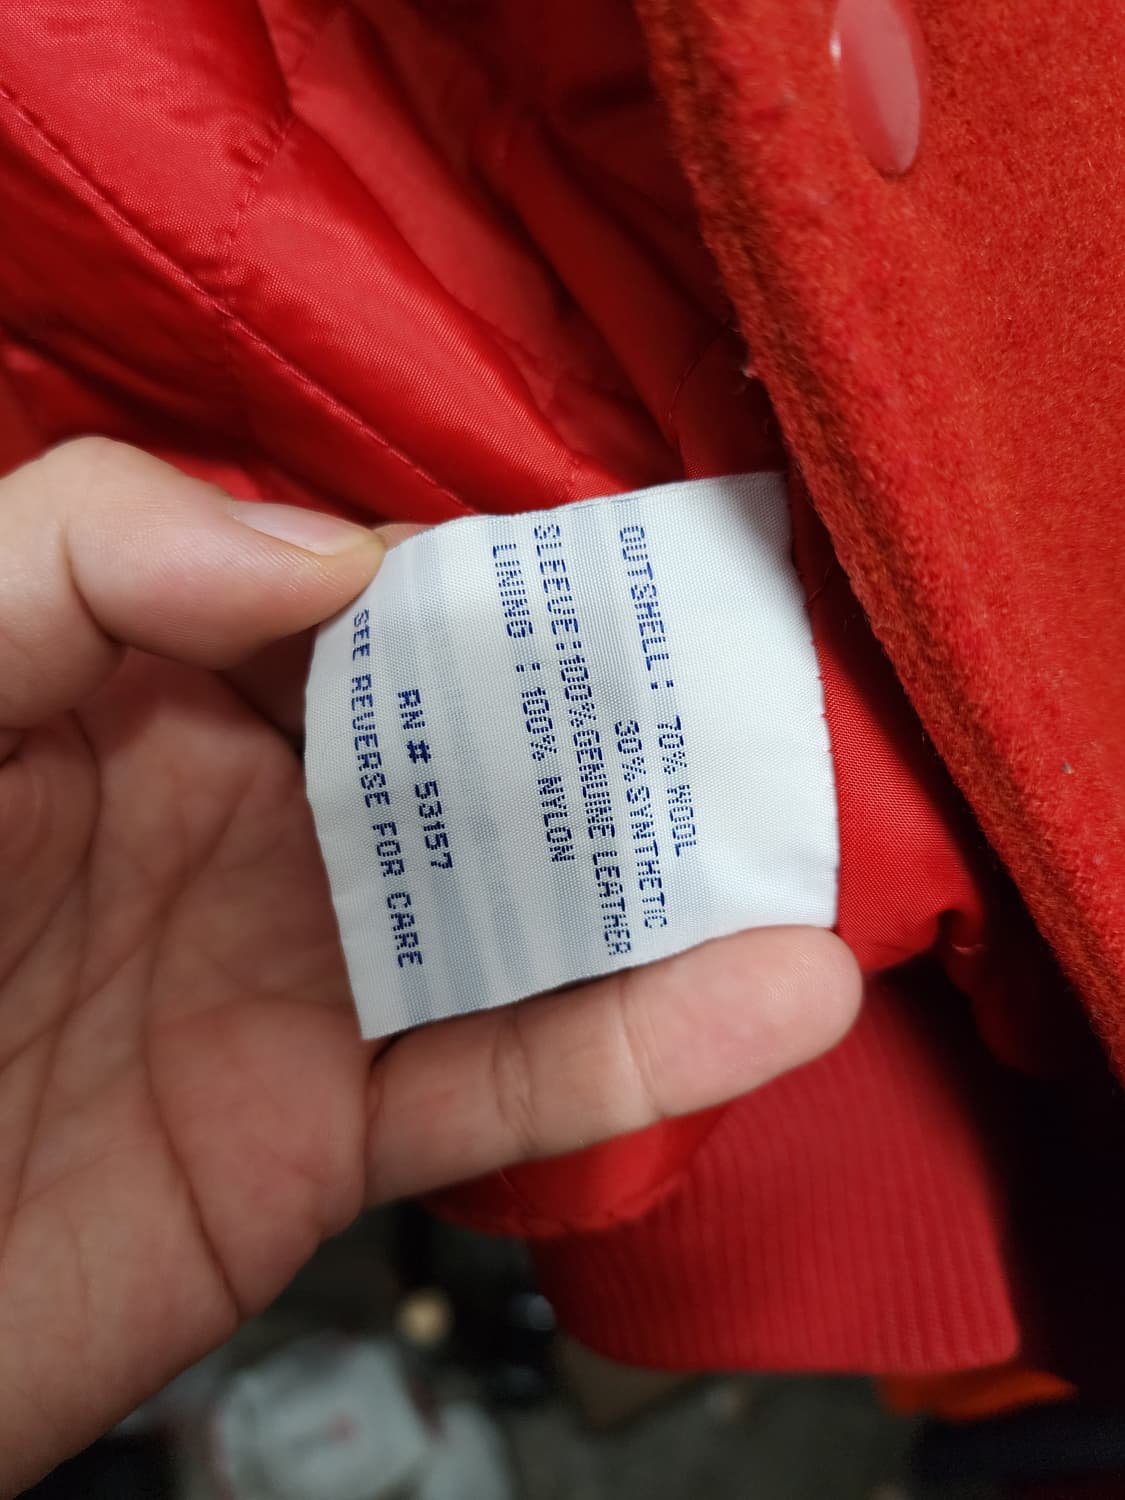 OUTSHELL : 70% WOOL
30% SYNTHETIC
SLEEVE:100%GENUINE LEATHER
LINING : 100% NYLON
RN # 53157
SEE REVERSE FOR CARE